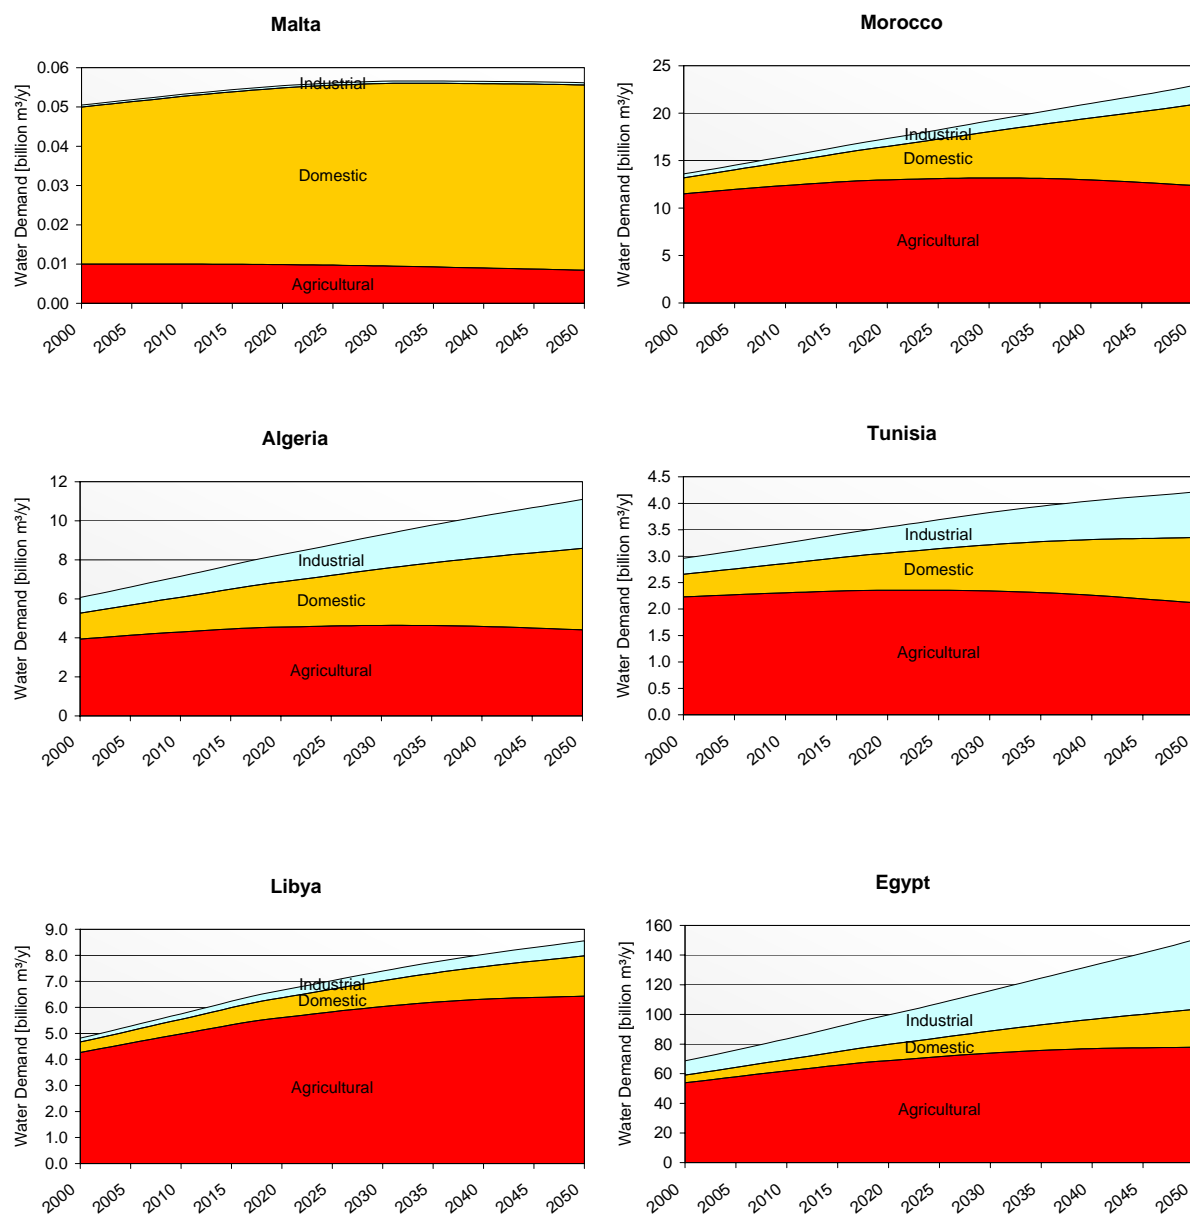 Malta
Water Demand [billion m³/y]
0.06
0.05
0.04
0.03
0.02
0.01
0.00
Industrial
Domestic
Agricultural
2000 2005 2010 2015 2020 2025 2030 2035 2040 2045 2050
Morocco
Water Demand [billion m³/y]
25
20
15
10
5
0
Industrial
Domestic
Agricultural
2000 2005 2010 2015 2020 2025 2030 2035 2040 2045 2050
Algeria
Water Demand [billion m³/y]
12
10
8
6
4
2
0
Industrial
Domestic
Agricultural
2000 2005 2010 2015 2020 2025 2030 2035 2040 2045 2050
Tunisia
Water Demand [billion m³/y]
4.5
4.0
3.5
3.0
2.5
2.0
1.5
1.0
0.5
0.0
Industrial
Domestic
Agricultural
2000 2005 2010 2015 2020 2025 2030 2035 2040 2045 2050
Libya
Water Demand [billion m³/y]
9.0
8.0
7.0
6.0
5.0
4.0
3.0
2.0
1.0
0.0
Industrial
Domestic
Agricultural
2000 2005 2010 2015 2020 2025 2030 2035 2040 2045 2050
Egypt
Water Demand [billion m³/y]
160
140
120
100
80
60
40
20
0
Industrial
Domestic
Agricultural
2000 2005 2010 2015 2020 2025 2030 2035 2040 2045 2050